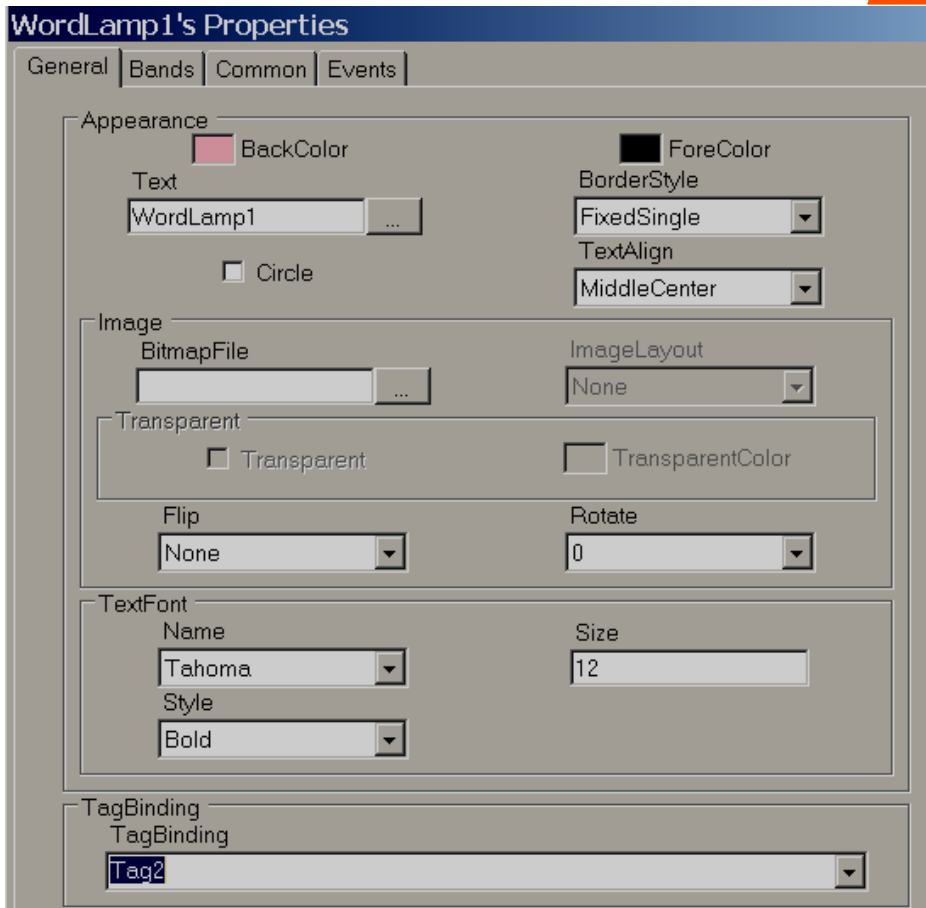 WordLamp1's Properties
General Bands Common Events
Appearance
BackColor ForeColor
Text BorderStyle
WordLamp1 ... FixedSingle
TextAlign
Circle
MiddleCenter
Image
BitmapFile ImageLayout
... None
Transparent
Transparent TransparentColor
Flip Rotate
None 0
TextFont
Name Size
Tahoma 12
Style
Bold
TagBinding
TagBinding
Tag2